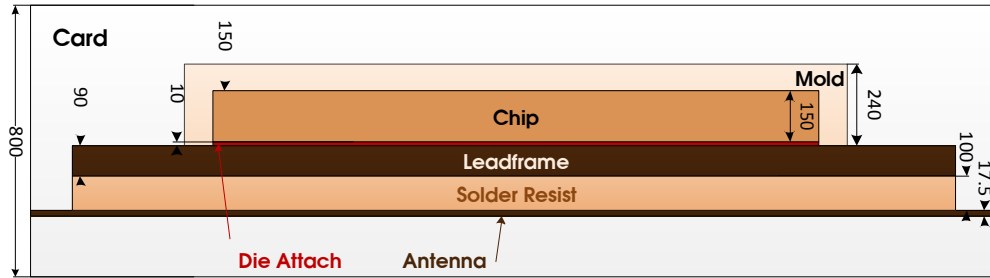 Card
150
Mold
90
10
Chip
150
240
800
Leadframe
100
17.5
Solder Resist
Die Attach
Antenna